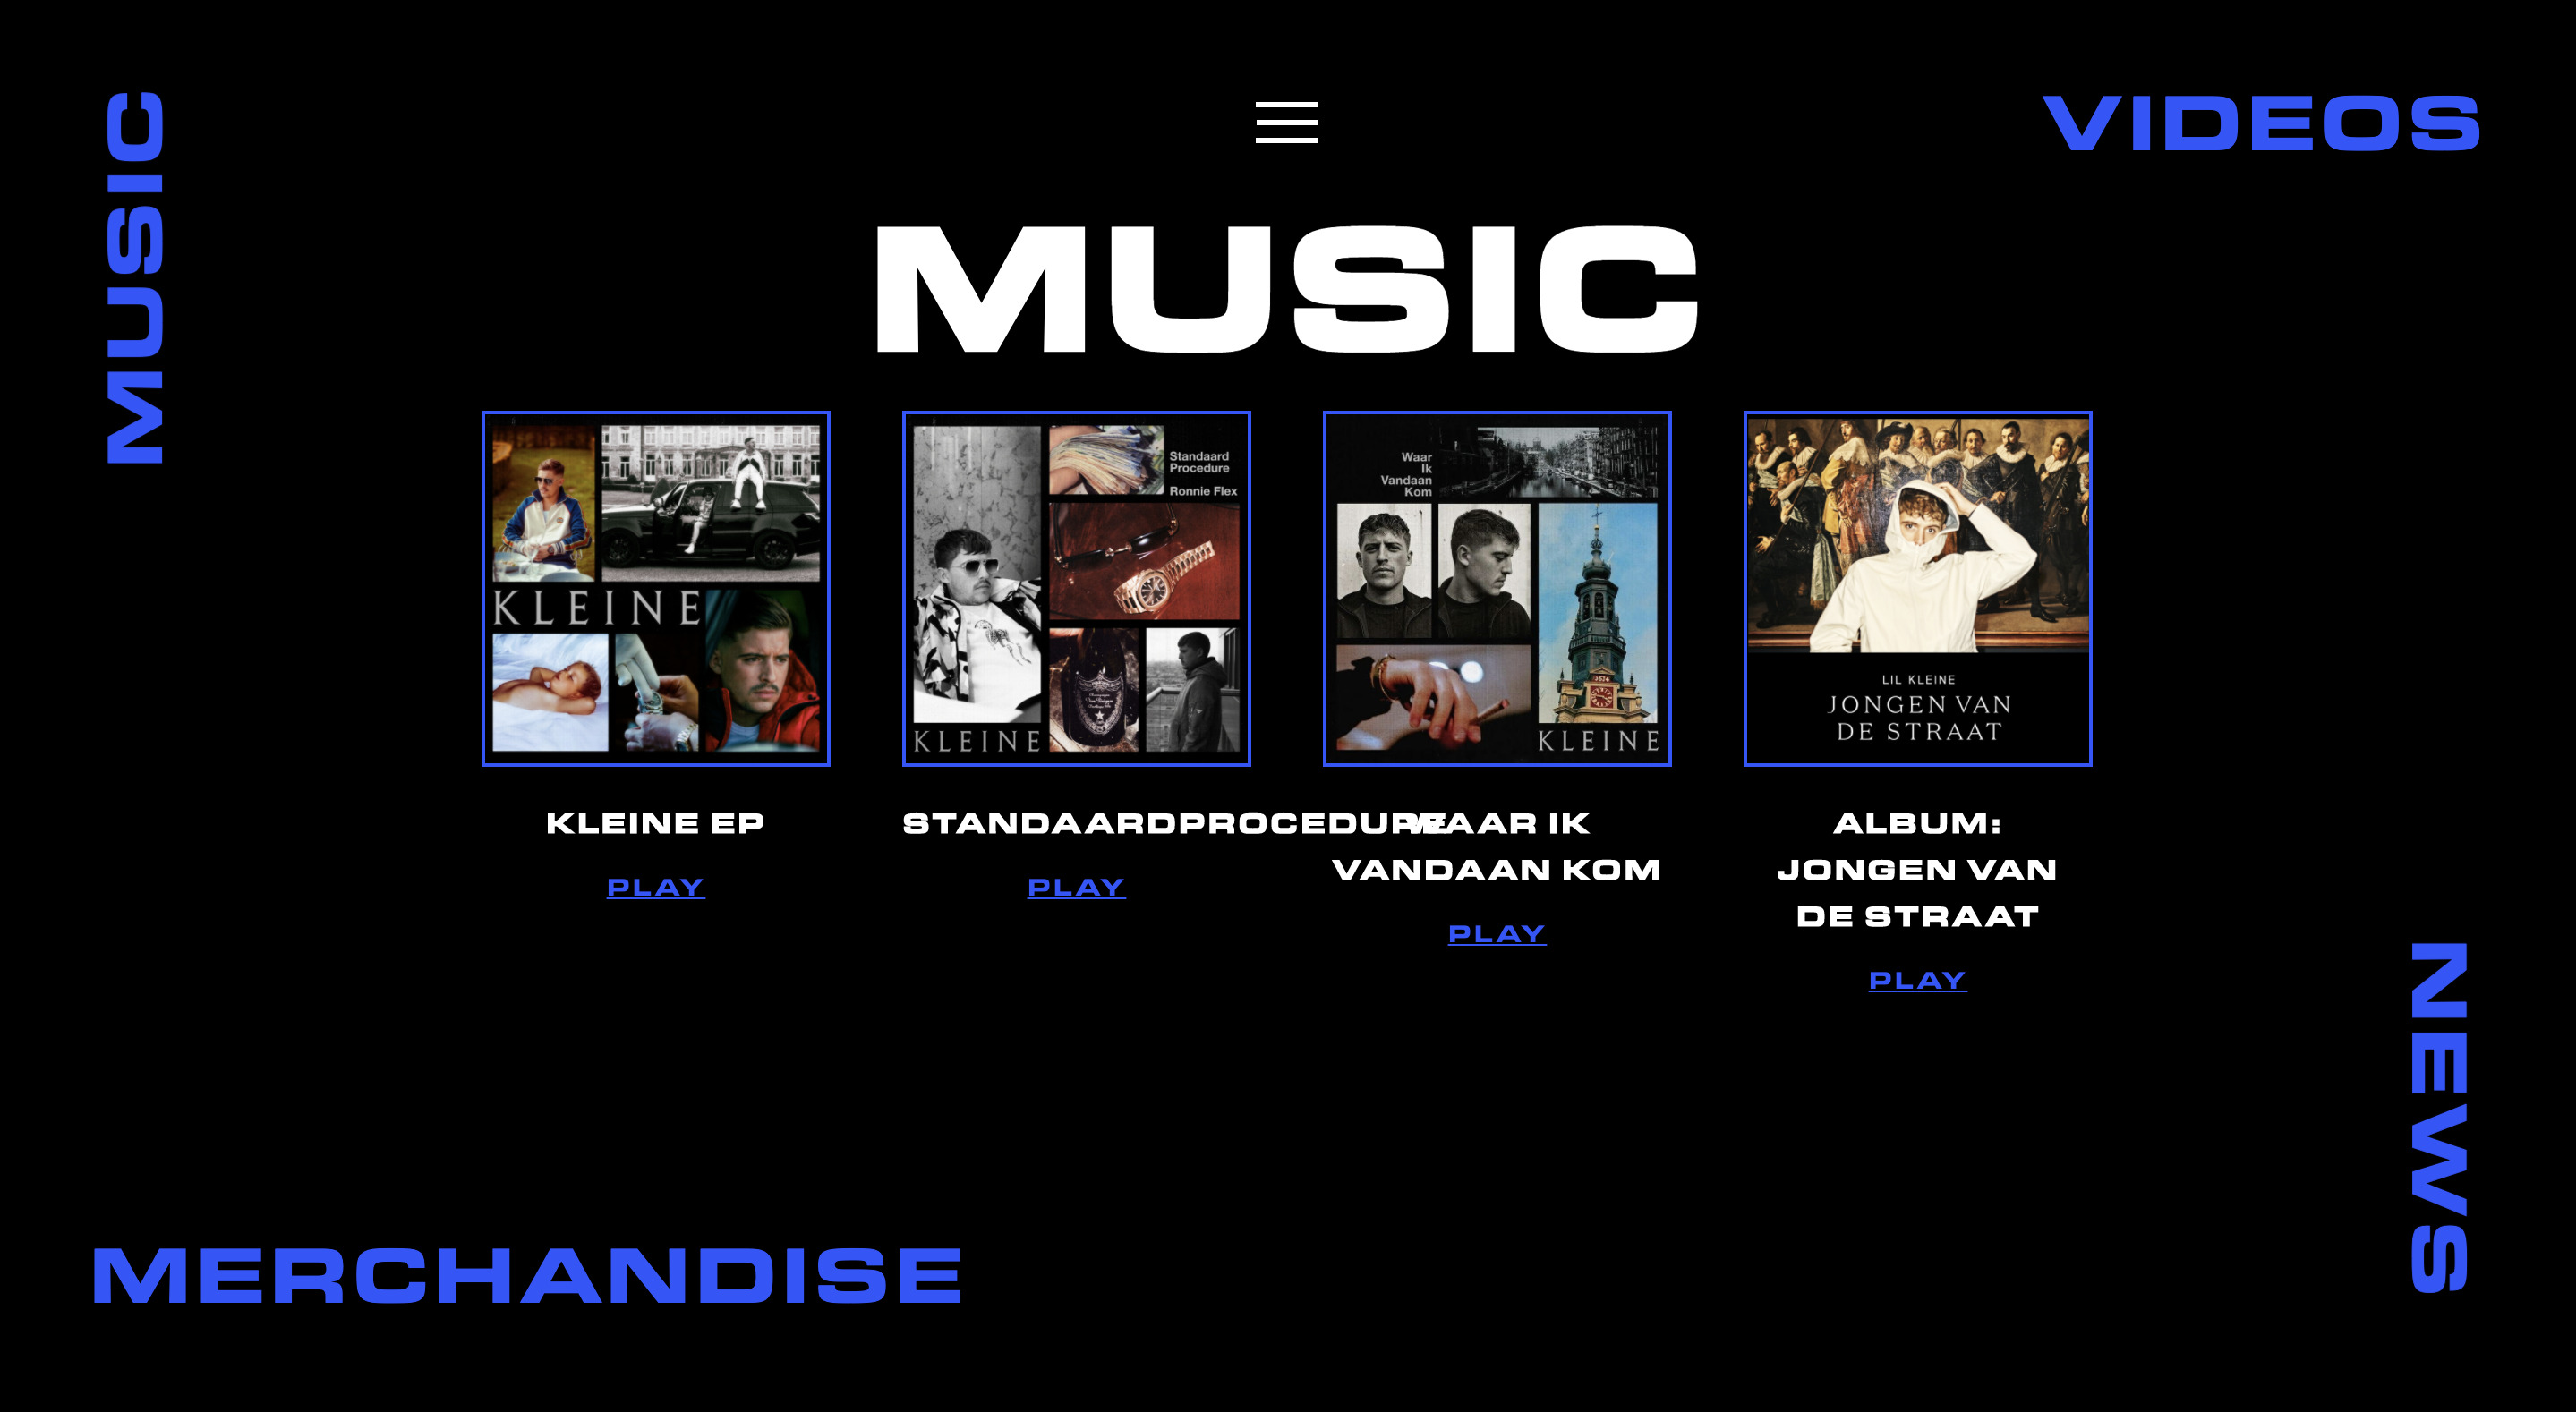 MUSIC
VIDEOS
MUSIC
KLEINE
KLEINE EP
PLAY
Standaard
Procedure
Ronnie Flex
KLEINE
STANDAARDPROCEDURE
PLAY
Waar
Ik
Vandaan
Kom
1674
KLEINE
WAAR IK
VANDAAN KOM
PLAY
LIL KLEINE
JONGEN VAN
DE STRAAT
ALBUM:
JONGEN VAN
DE STRAAT
PLAY
NEWS
MERCHANDISE